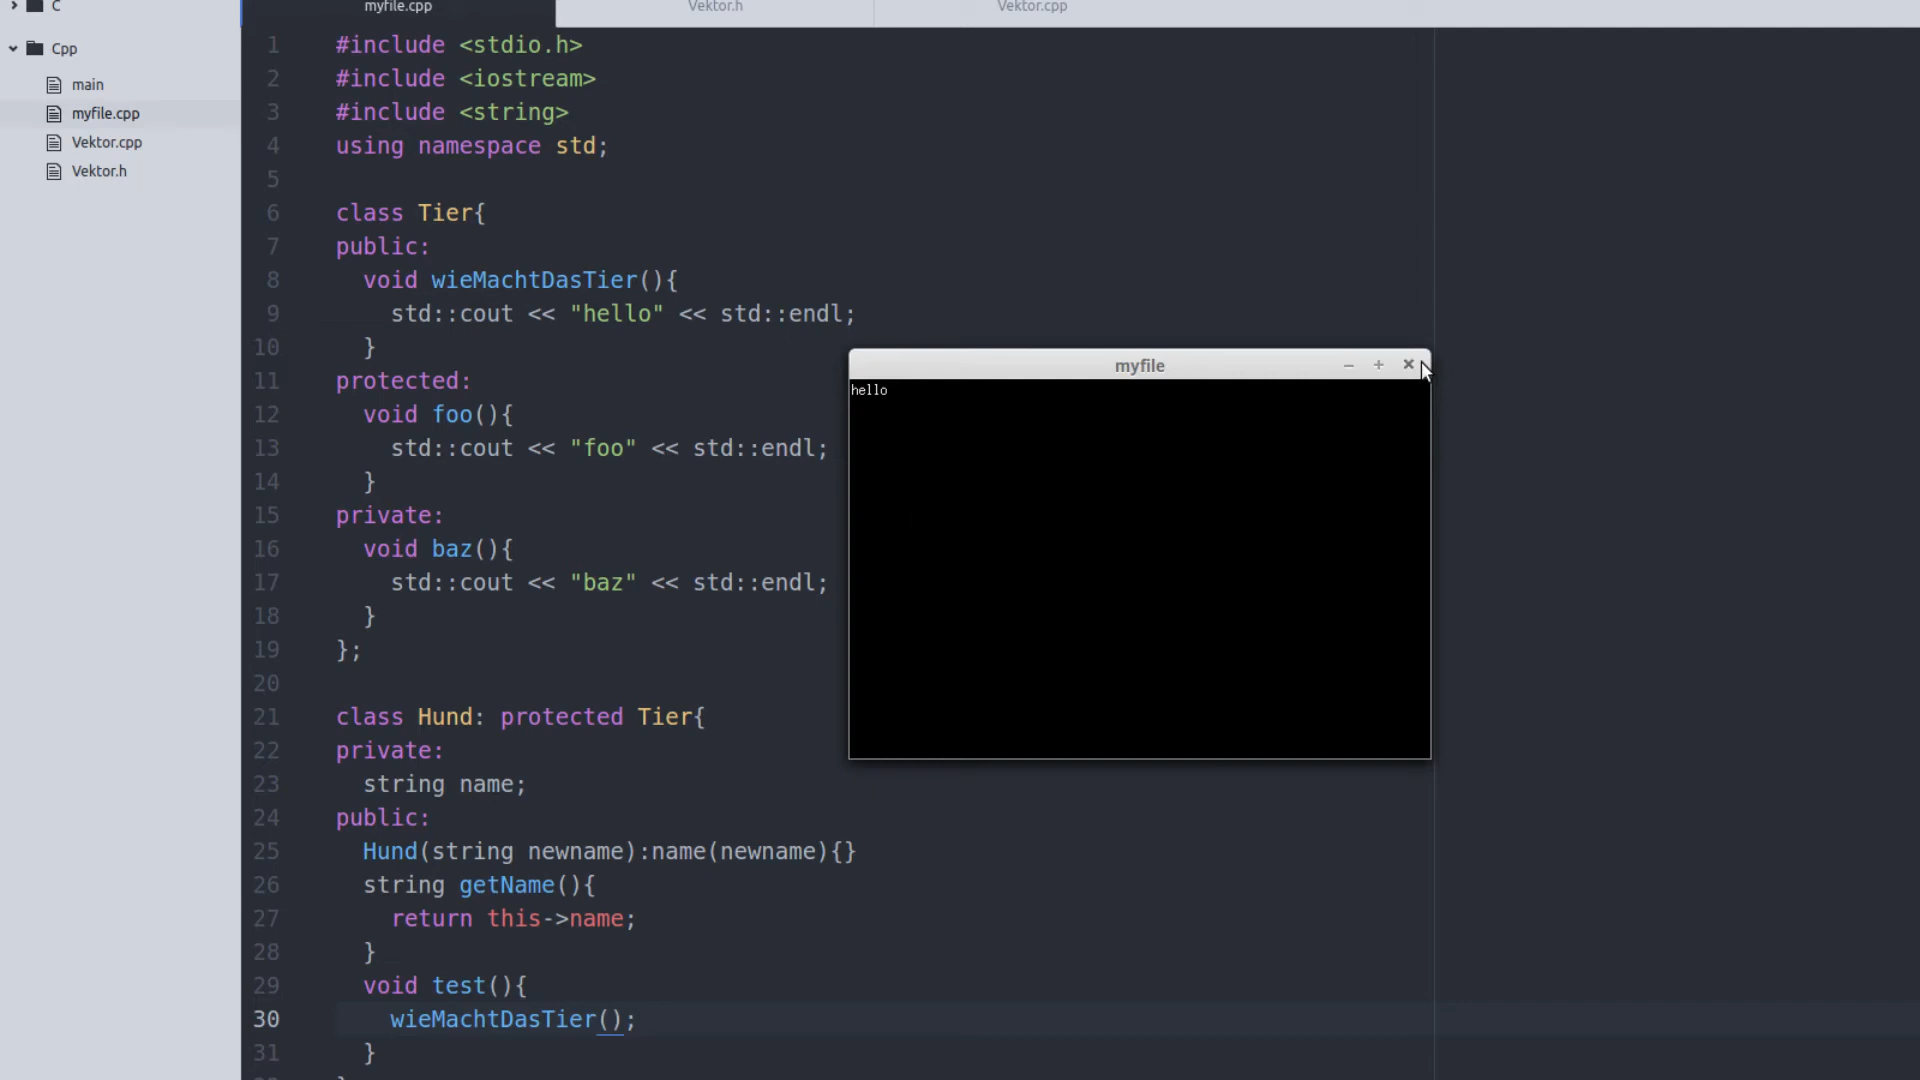 C
Cpp
main
myfile.cpp
Vektor.cpp
Vektor.h
myfile.cpp
Vektor.h
Vektor.cpp
1 #include <stdio.h>
2 #include <iostream>
3 #include <string>
4 using namespace std;
5
6 class Tier{
7 public:
8 void wieMachtDasTier(){
9 std::cout << "hello" << std::endl;
10 }
11 protected:
12 void foo(){
13 std::cout << "foo" << std::endl;
14 }
15 private:
16 void baz(){
17 std::cout << "baz" << std::endl;
18 }
19 };
20
21 class Hund: protected Tier{
22 private:
23 string name;
24 public:
25 Hund(string newname):name(newname){}
26 string getName(){
27 return this->name;
28 }
29 void test(){
30 wieMachtDasTier();
31 }
myfile
hello